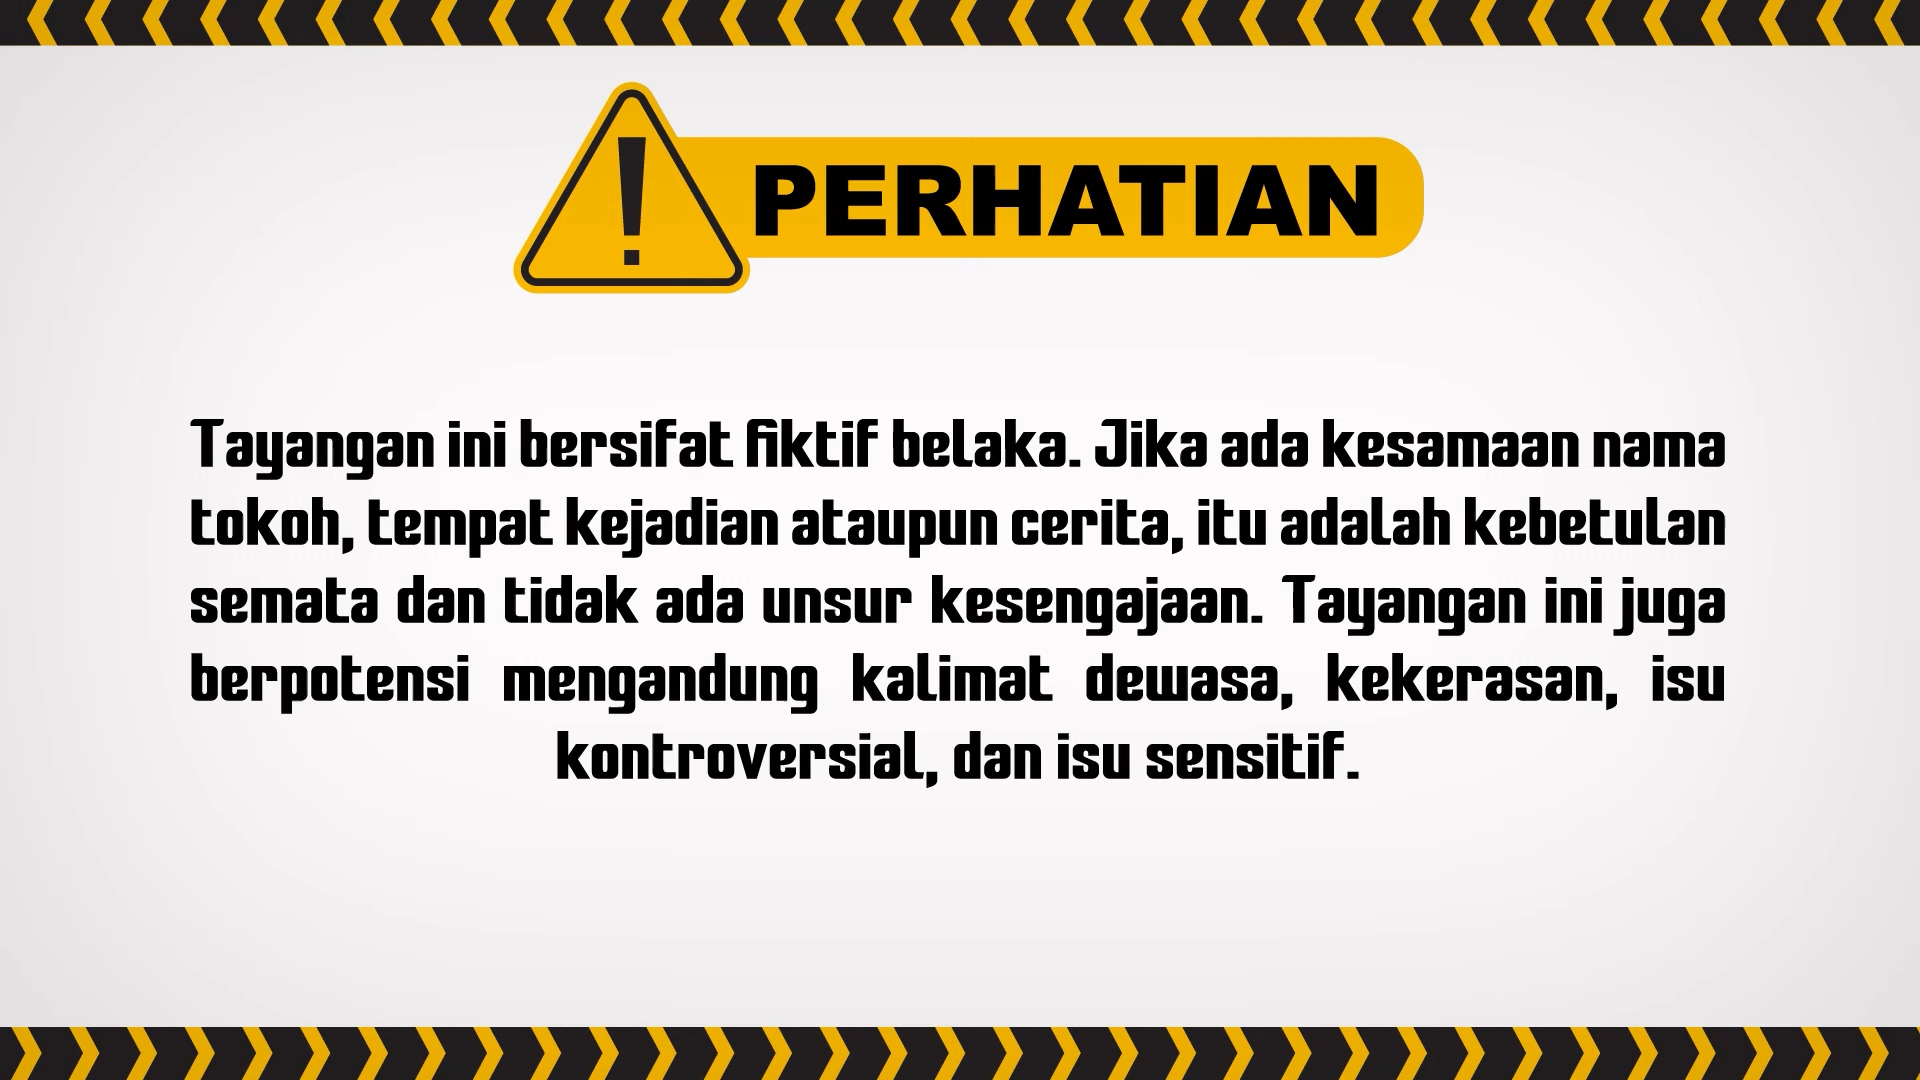 PERHATIAN
Tayangan ini bersifat fiktif belaka. Jika ada kesamaan nama
tokoh, tempat kejadian ataupun cerita, itu adalah kebetulan
semata dan tidak ada unsur kesengajaan. Tayangan ini juga
berpotensi mengandung kalimat dewasa, kekerasan, isu
kontroversial, dan isu sensitif.